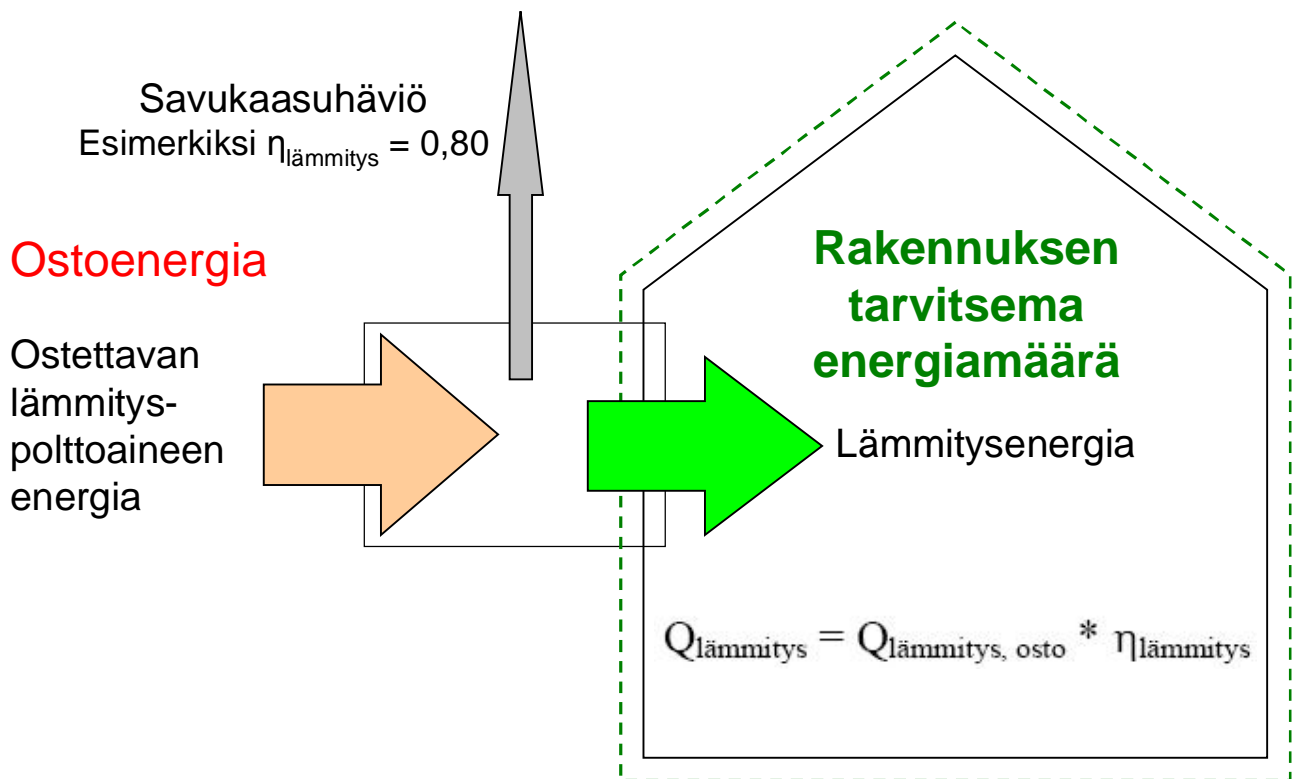 Savukaasuhäviö
Esimerkiksi ηlämmitys = 0,80
Ostoenergia
Ostettavan
lämmitys-
polttoaineen
energia
Rakennuksen
tarvitsema
energiamäärä
Lämmitysenergia
Qlämmitys = Qlämmitys, osto * ηlämmitys